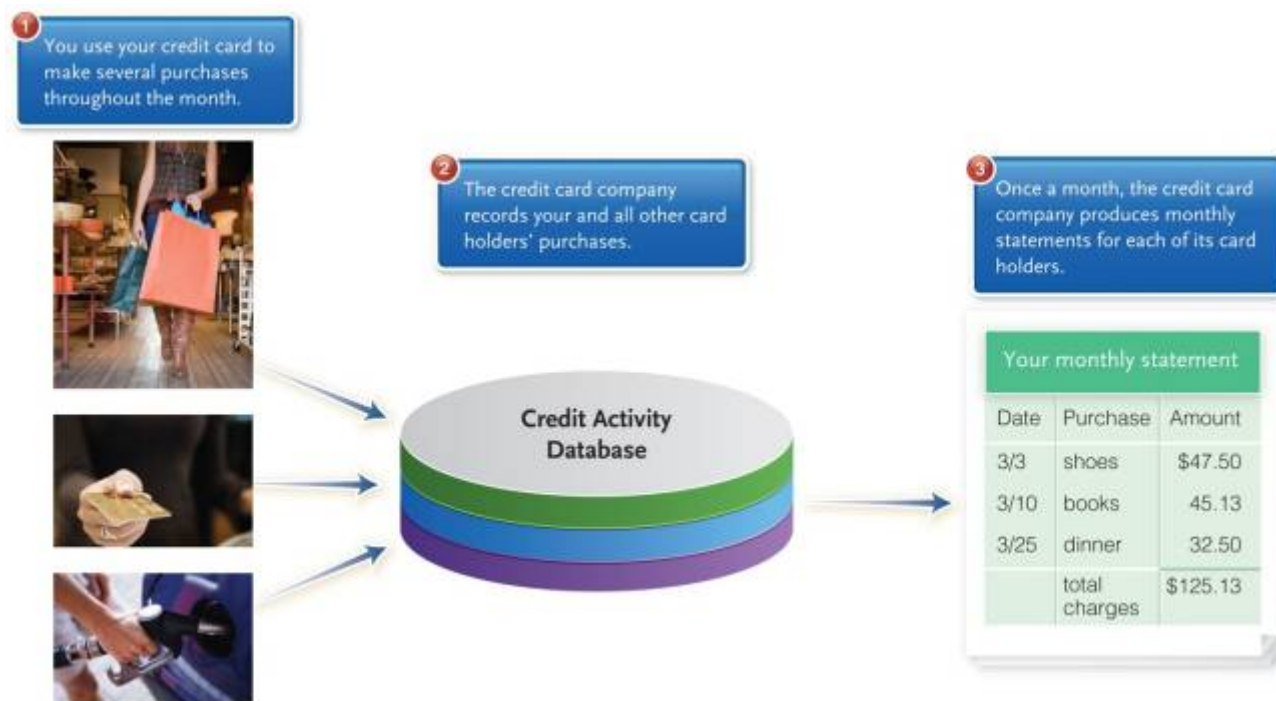 1
You use your credit card to
make several purchases
throughout the month.
2
The credit card company
records your and all other card
holders’ purchases.
3
Once a month, the credit card
company produces monthly
statements for each of its card
holders.
Credit Activity
Database
Your monthly statement
Date Purchase Amount
3/3 shoes $47.50
3/10 books 45.13
3/25 dinner 32.50
total
charges $125.13